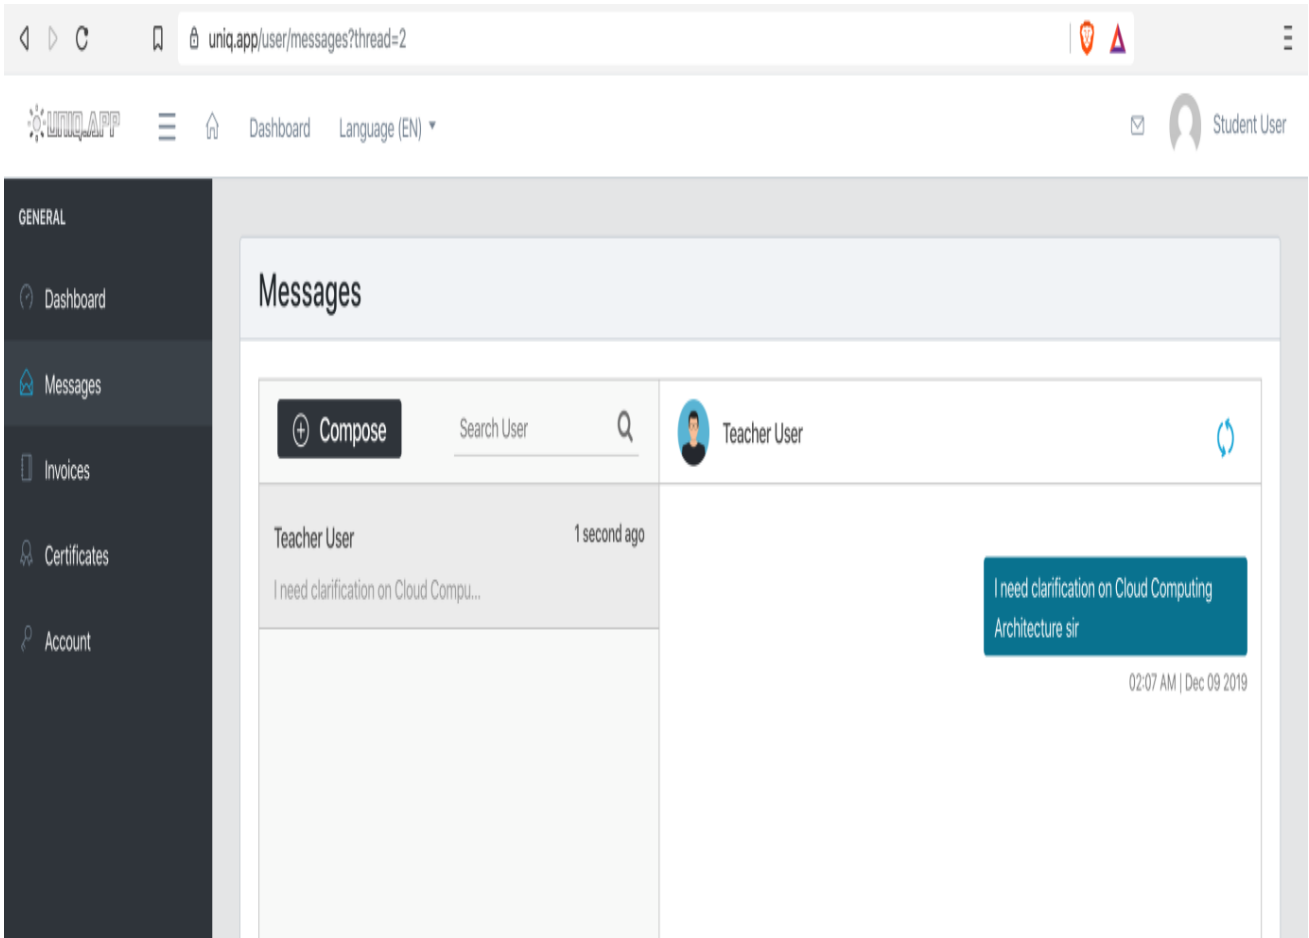 uniq.app/user/messages?thread=2
UNIQ.APP
Dashboard
Language (EN)
Student User
GENERAL
Dashboard
Messages
Invoices
Certificates
Account
Messages
Compose
Search User
Teacher User
1 second ago
I need clarification on Cloud Compu...
Teacher User
I need clarification on Cloud Computing
Architecture sir
02:07 AM | Dec 09 2019